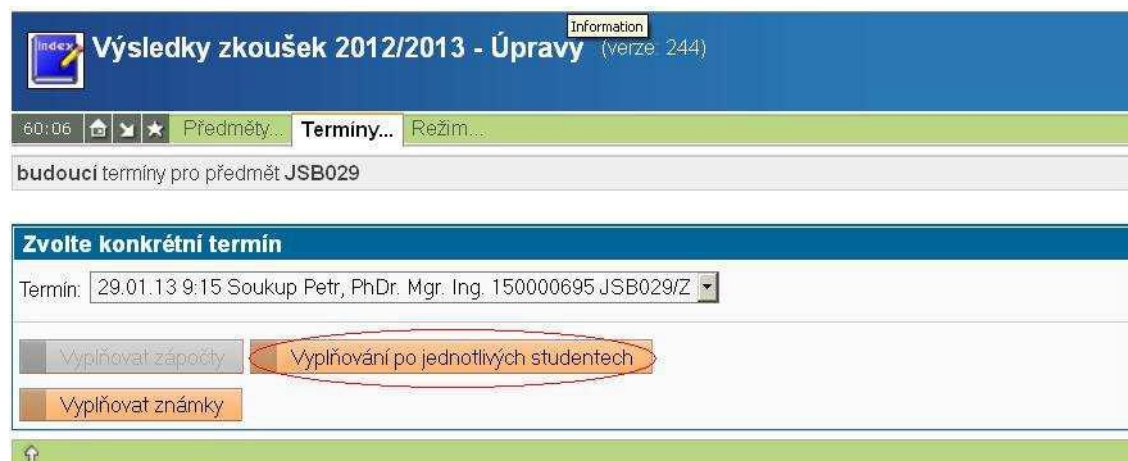 Information
Index
Výsledky zkoušek 2012/2013 - Úpravy (verze: 244)
60:06 Předměty... Termíny... Režim...
budoucí termíny pro předmět JSB029
Zvolte konkrétní termín
Termín: 29.01.13 9:15 Soukup Petr, PhDr. Mgr. Ing. 150000695 JSB029/Z
Vyplňovat zápočty Vyplňování po jednotlivých studentech
Vyplňovat známky